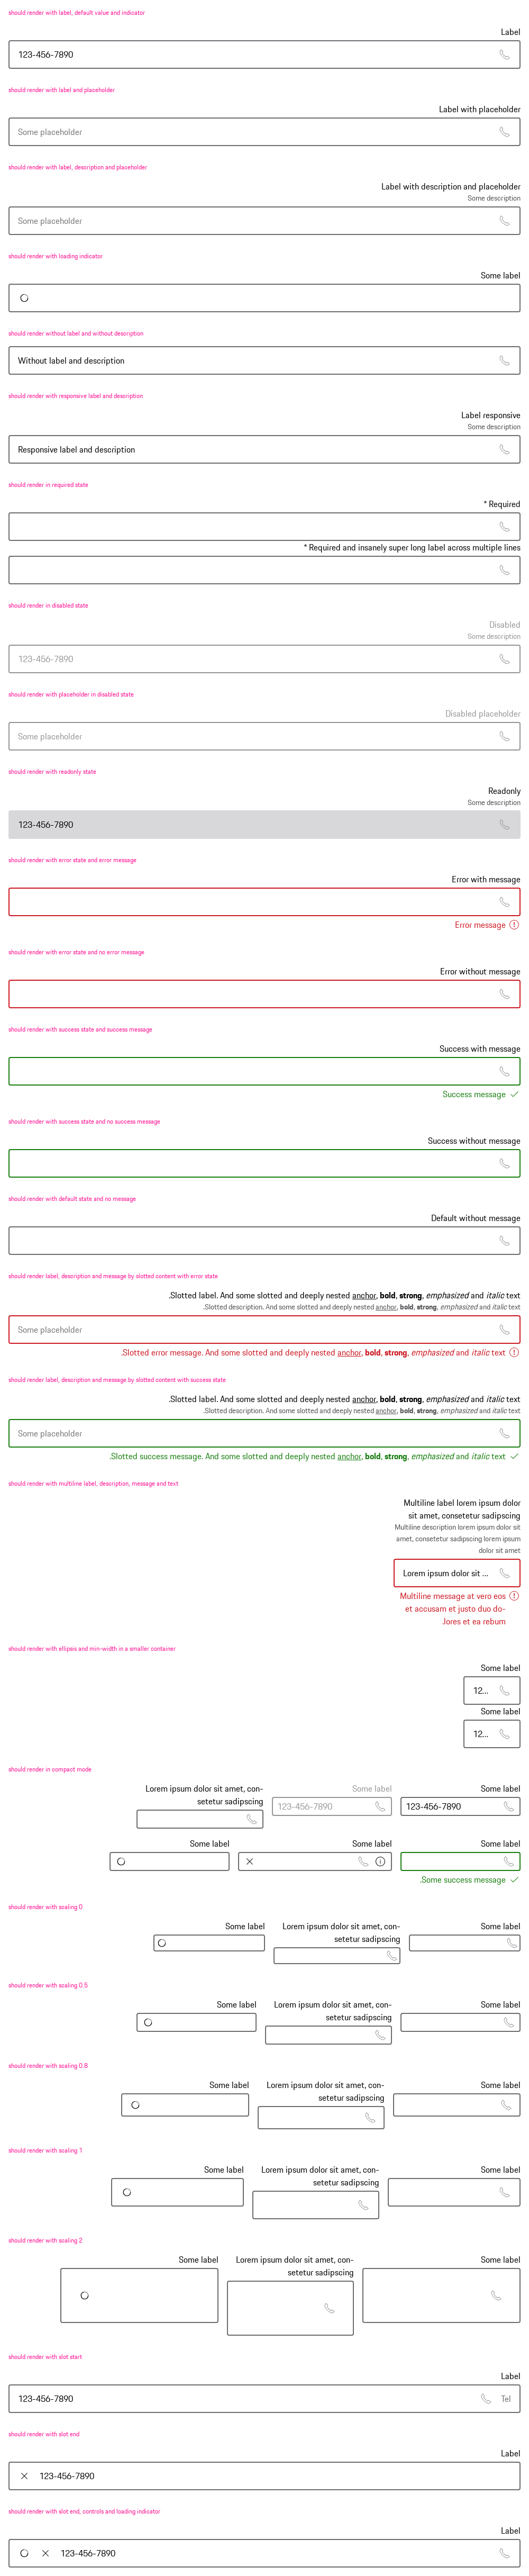 should render with label, default value and indicator
Label
123-456-7890
should render with label and placeholder
Label with placeholder
Some placeholder
should render with label, description and placeholder
Label with description and placeholder
Some description
Some placeholder
should render with loading indicator
Some label
should render without label and without description
Without label and description
should render with responsive label and description
Label responsive
Some description
Responsive label and description
should render in required state
* Required
* Required and insanely super long label across multiple lines
should render in disabled state
Disabled
Some description
123-456-7890
should render with placeholder in disabled state
Disabled placeholder
Some placeholder
should render with readonly state
Readonly
Some description
123-456-7890
should render with error state and error message
Error with message
Error message
should render with error state and no error message
Error without message
should render with success state and success message
Success with message
Success message
should render with success state and no success message
Success without message
should render with default state and no message
Default without message
should render label, description and message by slotted content with error state
.Slotted label. And some slotted and deeply nested anchor, bold, strong, emphasized and italic text
.Slotted description. And some slotted and deeply nested anchor, bold, strong, emphasized and italic text
Some placeholder
.Slotted error message. And some slotted and deeply nested anchor, bold, strong, emphasized and italic text
should render label, description and message by slotted content with success state
.Slotted label. And some slotted and deeply nested anchor, bold, strong, emphasized and italic text
.Slotted description. And some slotted and deeply nested anchor, bold, strong, emphasized and italic text
Some placeholder
.Slotted success message. And some slotted and deeply nested anchor, bold, strong, emphasized and italic text
should render with multiline label, description, message and text
Multiline label lorem ipsum dolor
sit amet, consetetur sadipscing
Multiline description lorem ipsum dolor sit
amet, consetetur sadipscing lorem ipsum
dolor sit amet
Lorem ipsum dolor sit ...
Multiline message at vero eos
et accusam et justo duo do-
lores et ea rebum
should render with ellipsis and min-width in a smaller container
Some label
12...
Some label
12...
should render in compact mode
Lorem ipsum dolor sit amet, con-
setetur sadipscing
Some label
123-456-7890
Some label
123-456-7890
Some label
Some label
Some label
.Some success message
should render with scaling 0
Some label
Lorem ipsum dolor sit amet, con-
setetur sadipscing
Some label
should render with scaling 0.5
Some label
Lorem ipsum dolor sit amet, con-
setetur sadipscing
Some label
should render with scaling 0.8
Some label
Lorem ipsum dolor sit amet, con-
setetur sadipscing
Some label
should render with scaling 1
Some label
Lorem ipsum dolor sit amet, con-
setetur sadipscing
Some label
should render with scaling 2
Some label
Lorem ipsum dolor sit amet, con-
setetur sadipscing
Some label
should render with slot start
Label
123-456-7890
Tel
should render with slot end
Label
123-456-7890
should render with slot end, controls and loading indicator
Label
123-456-7890